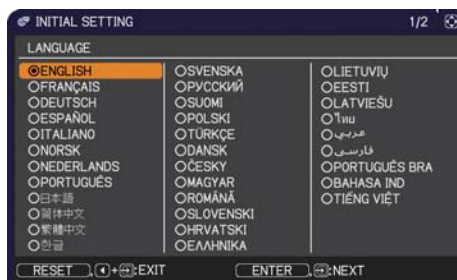 INITIAL SETTING 1/2
LANGUAGE
ENGLISH
FRANÇAIS
DEUTSCH
ESPAÑOL
ITALIANO
NORSK
NEDERLANDS
PORTUGUÊS
日本語
简体中文
繁體中文
한글
SVENSKA
РУССКИЙ
SUOMI
POLSKI
TÜRKÇE
DANSK
ČESKY
MAGYAR
ROMÂNĂ
SLOVENSKI
HRVATSKI
ΕΛΛΗΝΙΚΑ
LIETUVIŲ
EESTI
LATVIEŠU
ไทย
عربي
فارسی
PORTUGUÊS BRA
BAHASA IND
TIẾNG VIỆT
RESET , + :EXIT ENTER , :NEXT